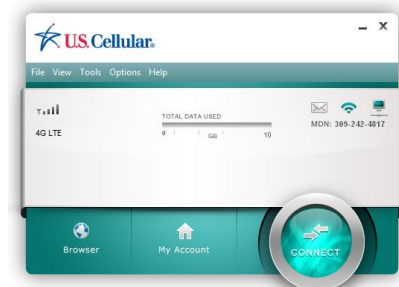 U.S. Cellular®
File View Tools Options Help
TOTAL DATA USED
0 GB 10
MDN: 309-242-4817
4G LTE
Browser
My Account
CONNECT